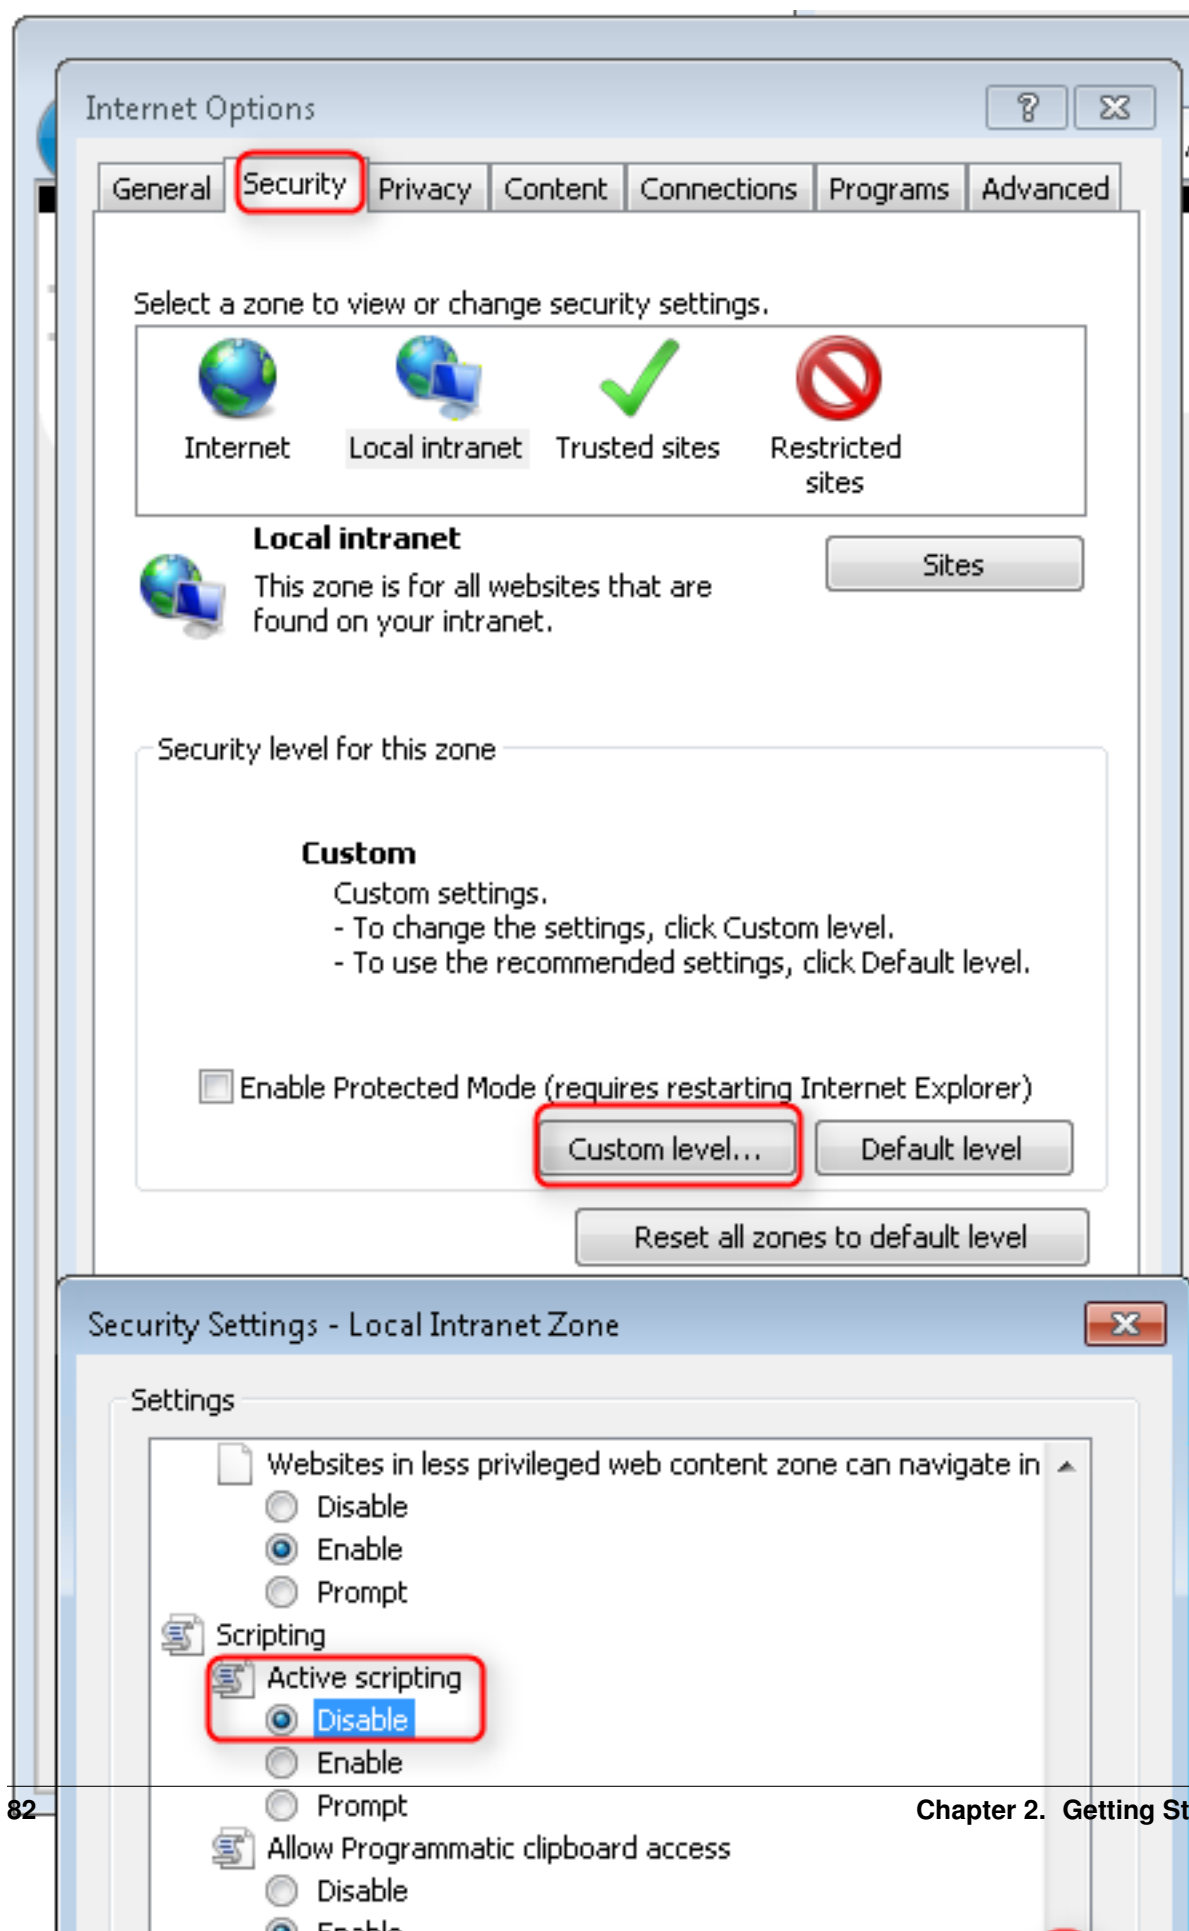 Internet Options
General Security Privacy Content Connections Programs Advanced
Select a zone to view or change security settings.
Internet Local intranet Trusted sites Restricted sites
Local intranet
This zone is for all websites that are
found on your intranet.
Sites
Security level for this zone
Custom
Custom settings.
- To change the settings, click Custom level.
- To use the recommended settings, click Default level.
Enable Protected Mode (requires restarting Internet Explorer)
Custom level... Default level
Reset all zones to default level
Security Settings - Local Intranet Zone
Settings
Websites in less privileged web content zone can navigate in
Disable
Enable
Prompt
Scripting
Active scripting
Disable
Enable
Prompt
82 Chapter 2. Getting St
Allow Programmatic clipboard access
Disable
Enable